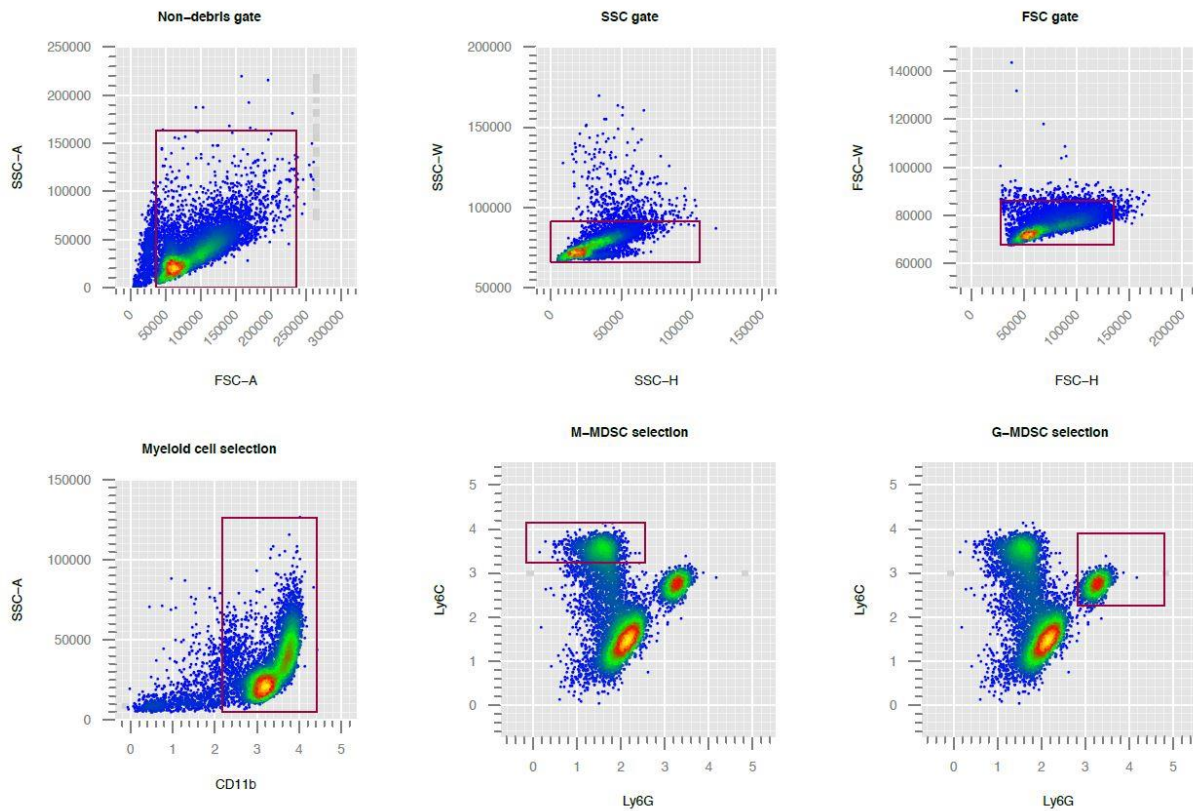 Non-debris gate
SSC-A
250000
200000
150000
100000
50000
0
0
50000
100000
150000
200000
250000
300000
FSC-A
SSC gate
SSC-W
200000
150000
100000
50000
0
50000
100000
150000
SSC-H
FSC gate
FSC-W
140000
120000
100000
80000
60000
0
50000
100000
150000
200000
FSC-H
Myeloid cell selection
SSC-A
150000
100000
50000
0
0 1 2 3 4 5
CD11b
M-MDSC selection
Ly6C
5
4
3
2
1
0
0 1 2 3 4 5
Ly6G
G-MDSC selection
Ly6C
5
4
3
2
1
0
0 1 2 3 4 5
Ly6G